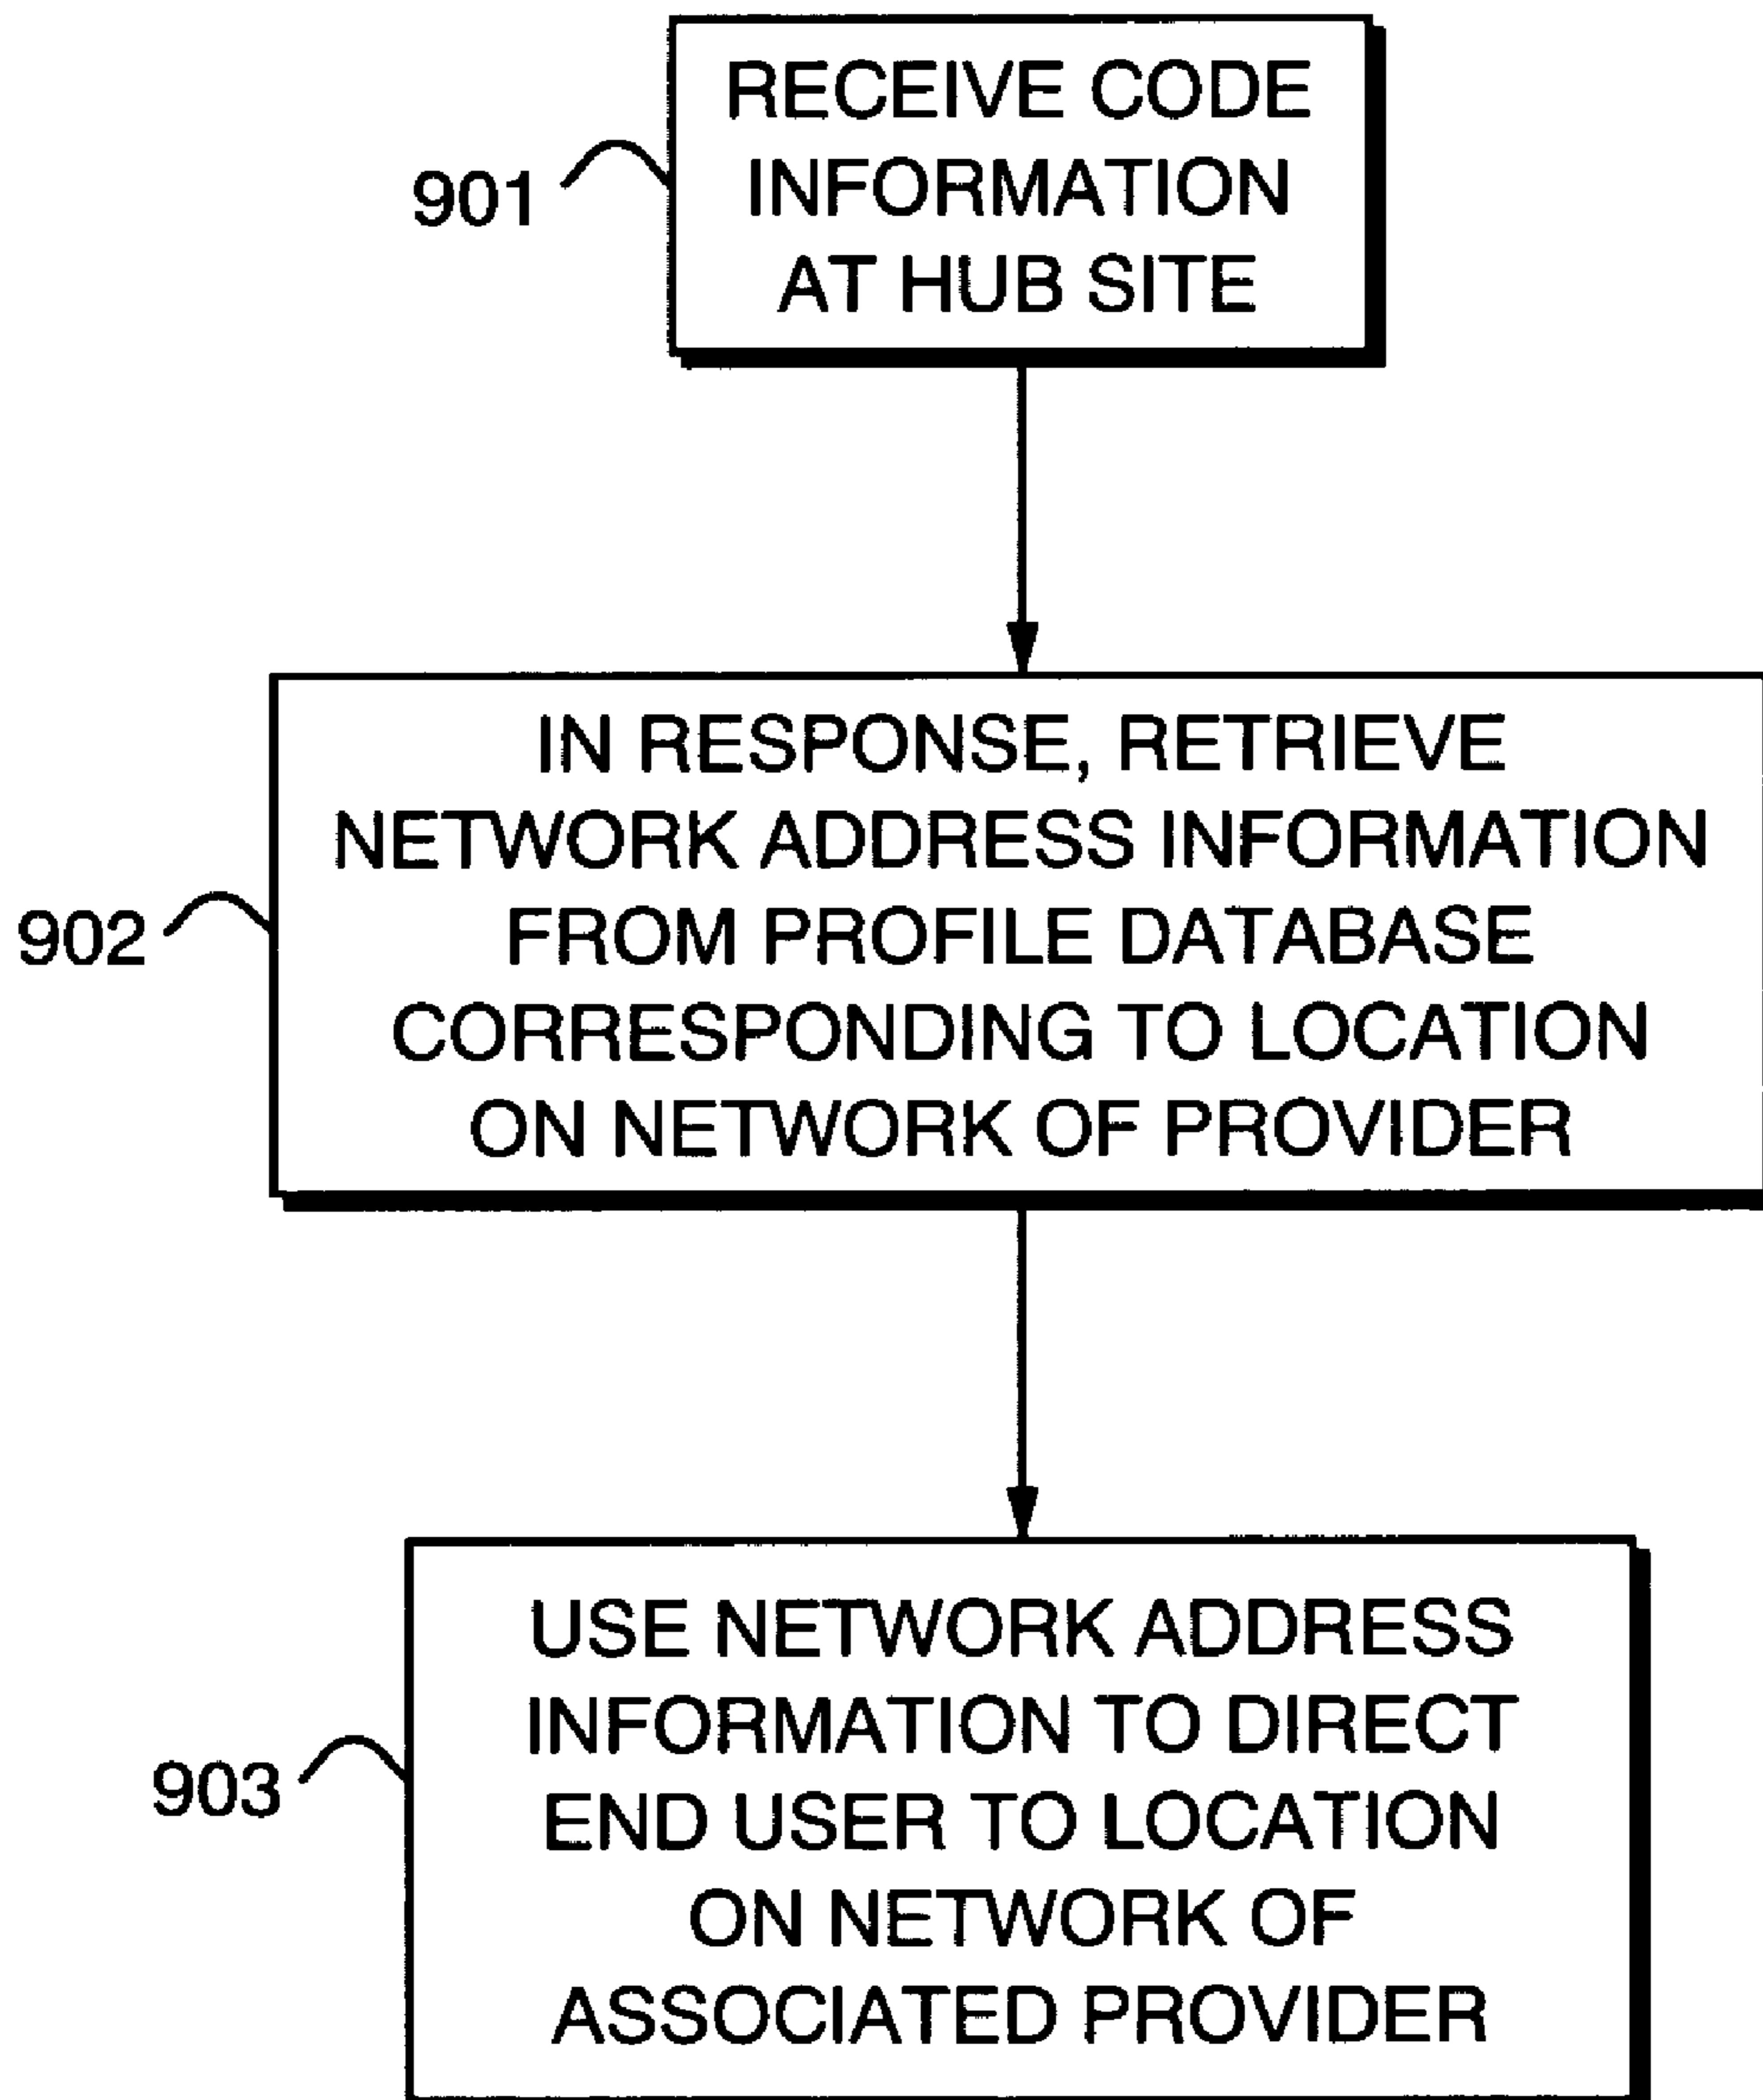 RECEIVE CODE
INFORMATION
AT HUB SITE
901
IN RESPONSE, RETRIEVE
NETWORK ADDRESS INFORMATION
FROM PROFILE DATABASE
CORRESPONDING TO LOCATION
ON NETWORK OF PROVIDER
902
USE NETWORK ADDRESS
INFORMATION TO DIRECT
END USER TO LOCATION
ON NETWORK OF
ASSOCIATED PROVIDER
903